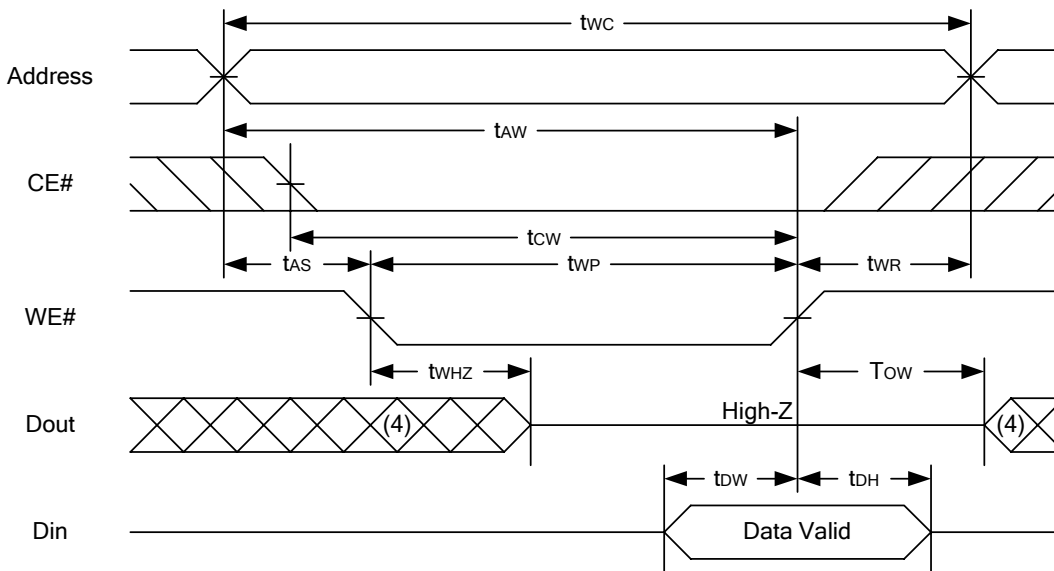 tWC
Address
tAW
CE#
tCW
tAS tWP tWR
WE#
tWHZ TOW
Dout (4) High-Z (4)
tDW tDH
Din Data Valid